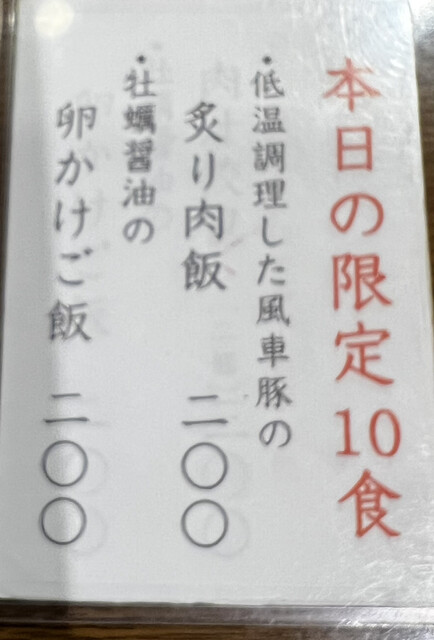 本日の限定10食
・低温調理した風車豚の
炙り肉飯 二〇〇
・牡蠣醤油の
卵かけご飯 二〇〇